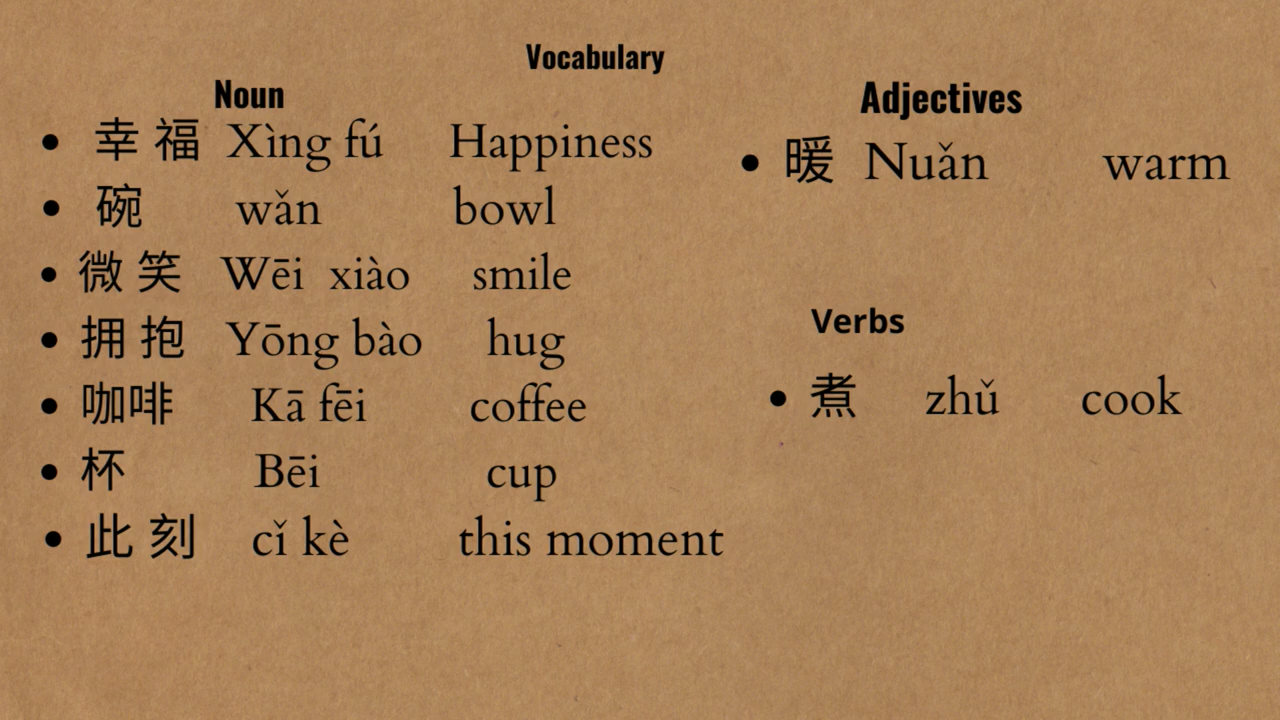 Vocabulary
Noun
幸 福 Xìng fú Happiness
碗 wǎn bowl
微 笑 Wēi xiào smile
拥 抱 Yōng bào hug
咖啡 Kā fēi coffee
杯 Bēi cup
此 刻 cǐ kè this moment
Adjectives
暖 Nuǎn warm
Verbs
煮 zhǔ cook